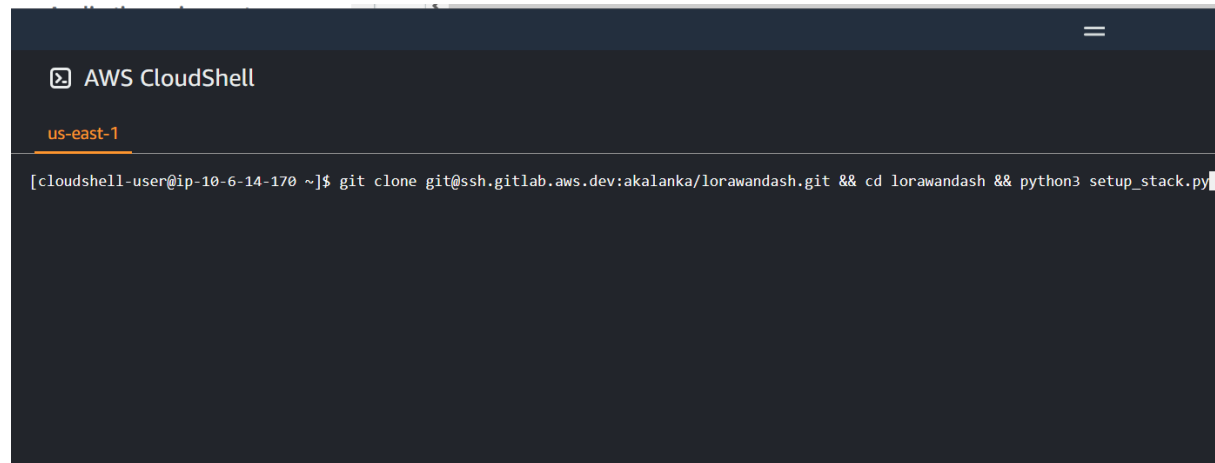 AWS CloudShell
us-east-1
[cloudshell-user@ip-10-6-14-170 ~]$ git clone git@ssh.gitlab.aws.dev:akalanka/lorawandash.git && cd lorawandash && python3 setup_stack.py